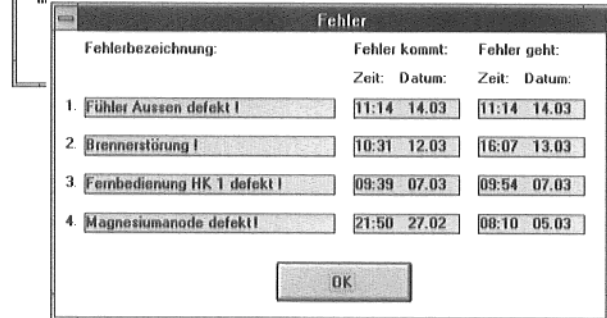 Fehler
Fehlerbezeichnung: Fehler kommt: Fehler geht:
Zeit: Datum: Zeit: Datum:
1. Fühler Aussen defekt ! 11:14 14.03 11:14 14.03
2. Brennerstörung ! 10:31 12.03 16:07 13.03
3. Fernbedienung HK 1 defekt ! 09:39 07.03 09:54 07.03
4. Magnesiumanode defekt! 21:50 27.02 08:10 05.03
OK